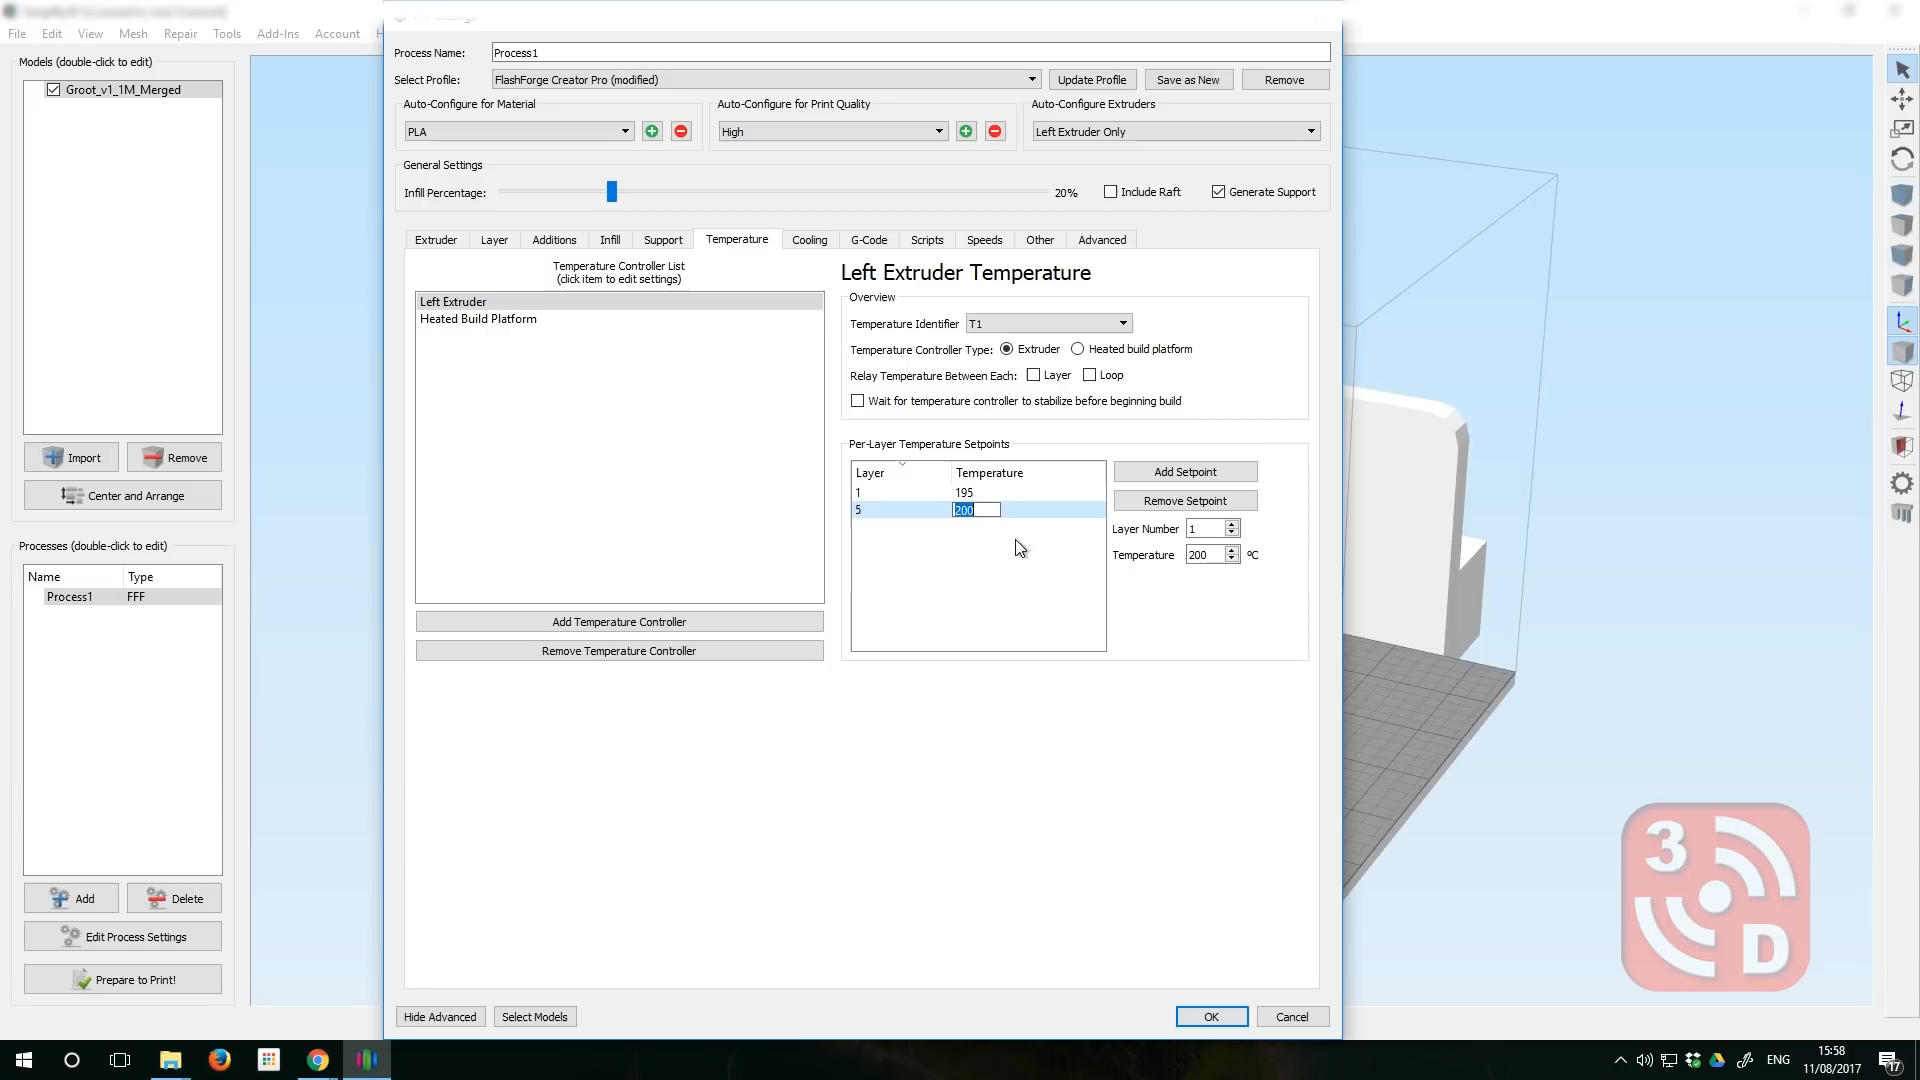 File Edit View Mesh Repair Tools Add-Ins Account
Models (double-click to edit)
Groot_v1_1M_Merged
Import
Remove
Center and Arrange
Processes (double-click to edit)
Name Type
Process1 FFF
Add
Delete
Edit Process Settings
Prepare to Print!
Process Name: Process1
Select Profile: FlashForge Creator Pro (modified) Update Profile Save as New Remove
Auto-Configure for Material
PLA
Auto-Configure for Print Quality
High
Auto-Configure Extruders
Left Extruder Only
General Settings
Infill Percentage: 20% Include Raft Generate Support
Extruder Layer Additions Infill Support Temperature Cooling G-Code Scripts Speeds Other Advanced
Temperature Controller List
(click item to edit settings)
Left Extruder
Heated Build Platform
Add Temperature Controller
Remove Temperature Controller
Left Extruder Temperature
Overview
Temperature Identifier T1
Temperature Controller Type: Extruder Heated build platform
Relay Temperature Between Each: Layer Loop
Wait for temperature controller to stabilize before beginning build
Per-Layer Temperature Setpoints
Layer Temperature
1 195
5 200
Add Setpoint
Remove Setpoint
Layer Number 1
Temperature 200 ºC
Hide Advanced Select Models OK Cancel
3
D
ENG
15:58
11/08/2017
17